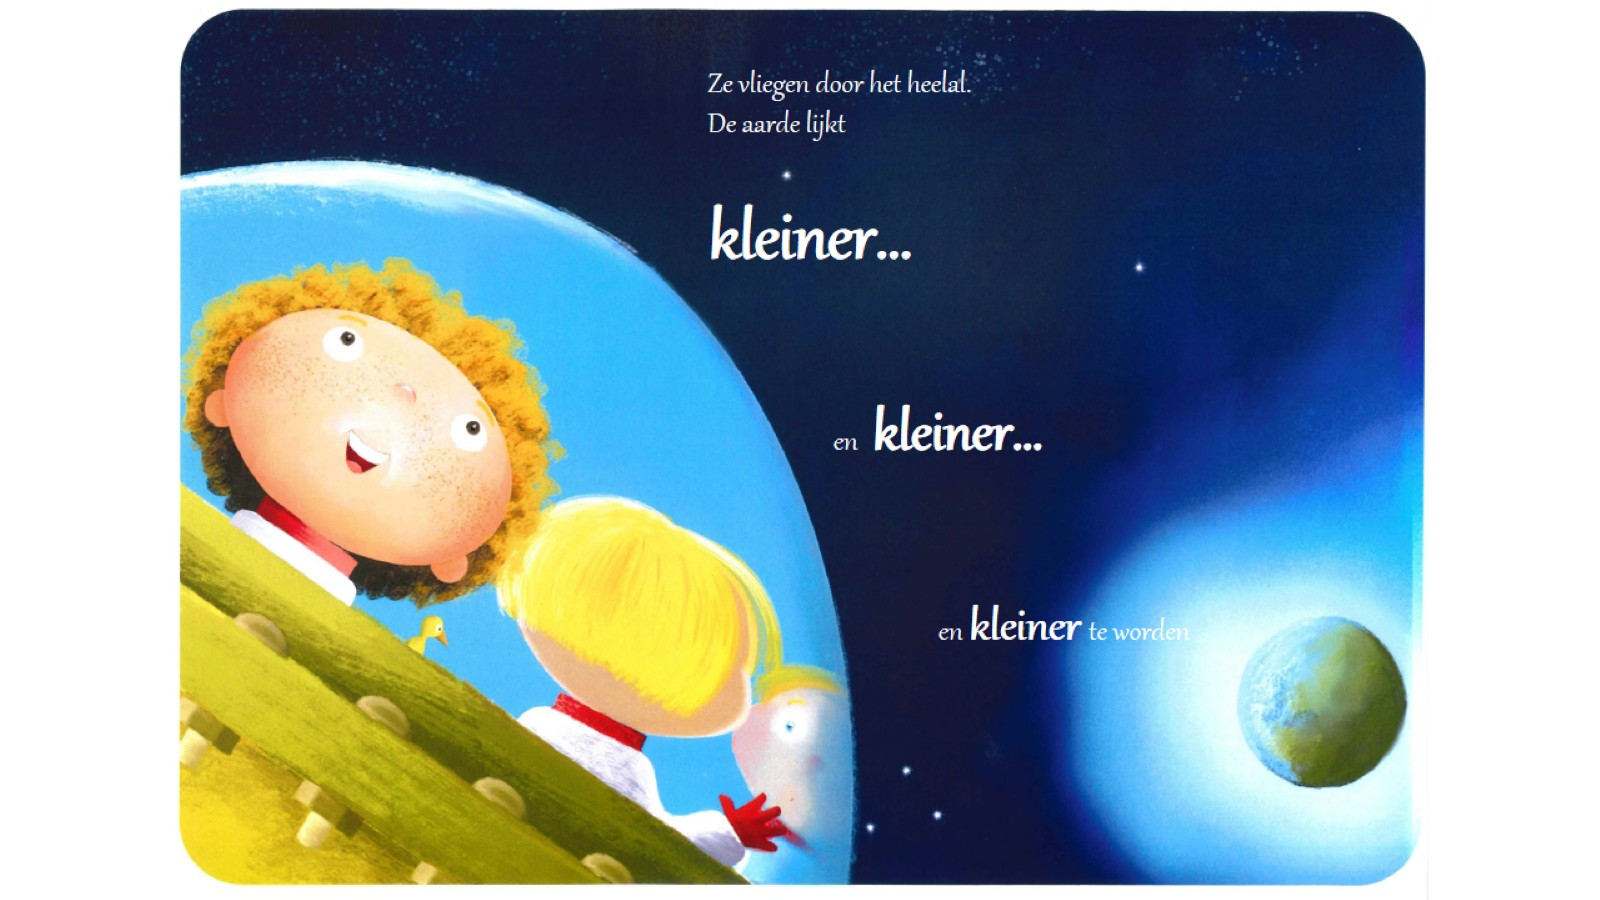 Ze vliegen door het heelal.
De aarde lijkt
kleiner...
en kleiner...
en kleiner te worden